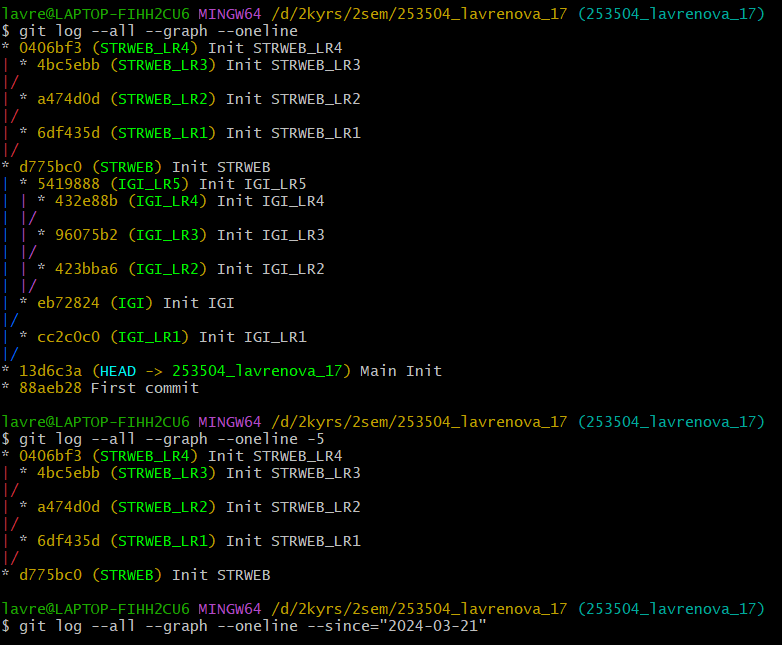 lavre@LAPTOP-FIHH2CU6 MINGW64 /d/2kyrs/2sem/253504_lavrenova_17 (253504_lavrenova_17)
$ git log --all --graph --oneline
* 0406bf3 (STRWEB_LR4) Init STRWEB_LR4
| * 4bc5ebb (STRWEB_LR3) Init STRWEB_LR3
|/
| * a474d0d (STRWEB_LR2) Init STRWEB_LR2
|/
| * 6df435d (STRWEB_LR1) Init STRWEB_LR1
|/
* d775bc0 (STRWEB) Init STRWEB
| * 5419888 (IGI_LR5) Init IGI_LR5
| | * 432e88b (IGI_LR4) Init IGI_LR4
| |/
| | * 96075b2 (IGI_LR3) Init IGI_LR3
| |/
| | * 423bba6 (IGI_LR2) Init IGI_LR2
| |/
| * eb72824 (IGI) Init IGI
|/
| * cc2c0c0 (IGI_LR1) Init IGI_LR1
|/
* 13d6c3a (HEAD -> 253504_lavrenova_17) Main Init
* 88aeb28 First commit
lavre@LAPTOP-FIHH2CU6 MINGW64 /d/2kyrs/2sem/253504_lavrenova_17 (253504_lavrenova_17)
$ git log --all --graph --oneline -5
* 0406bf3 (STRWEB_LR4) Init STRWEB_LR4
| * 4bc5ebb (STRWEB_LR3) Init STRWEB_LR3
|/
| * a474d0d (STRWEB_LR2) Init STRWEB_LR2
|/
| * 6df435d (STRWEB_LR1) Init STRWEB_LR1
|/
* d775bc0 (STRWEB) Init STRWEB
lavre@LAPTOP-FIHH2CU6 MINGW64 /d/2kyrs/2sem/253504_lavrenova_17 (253504_lavrenova_17)
$ git log --all --graph --oneline --since="2024-03-21"